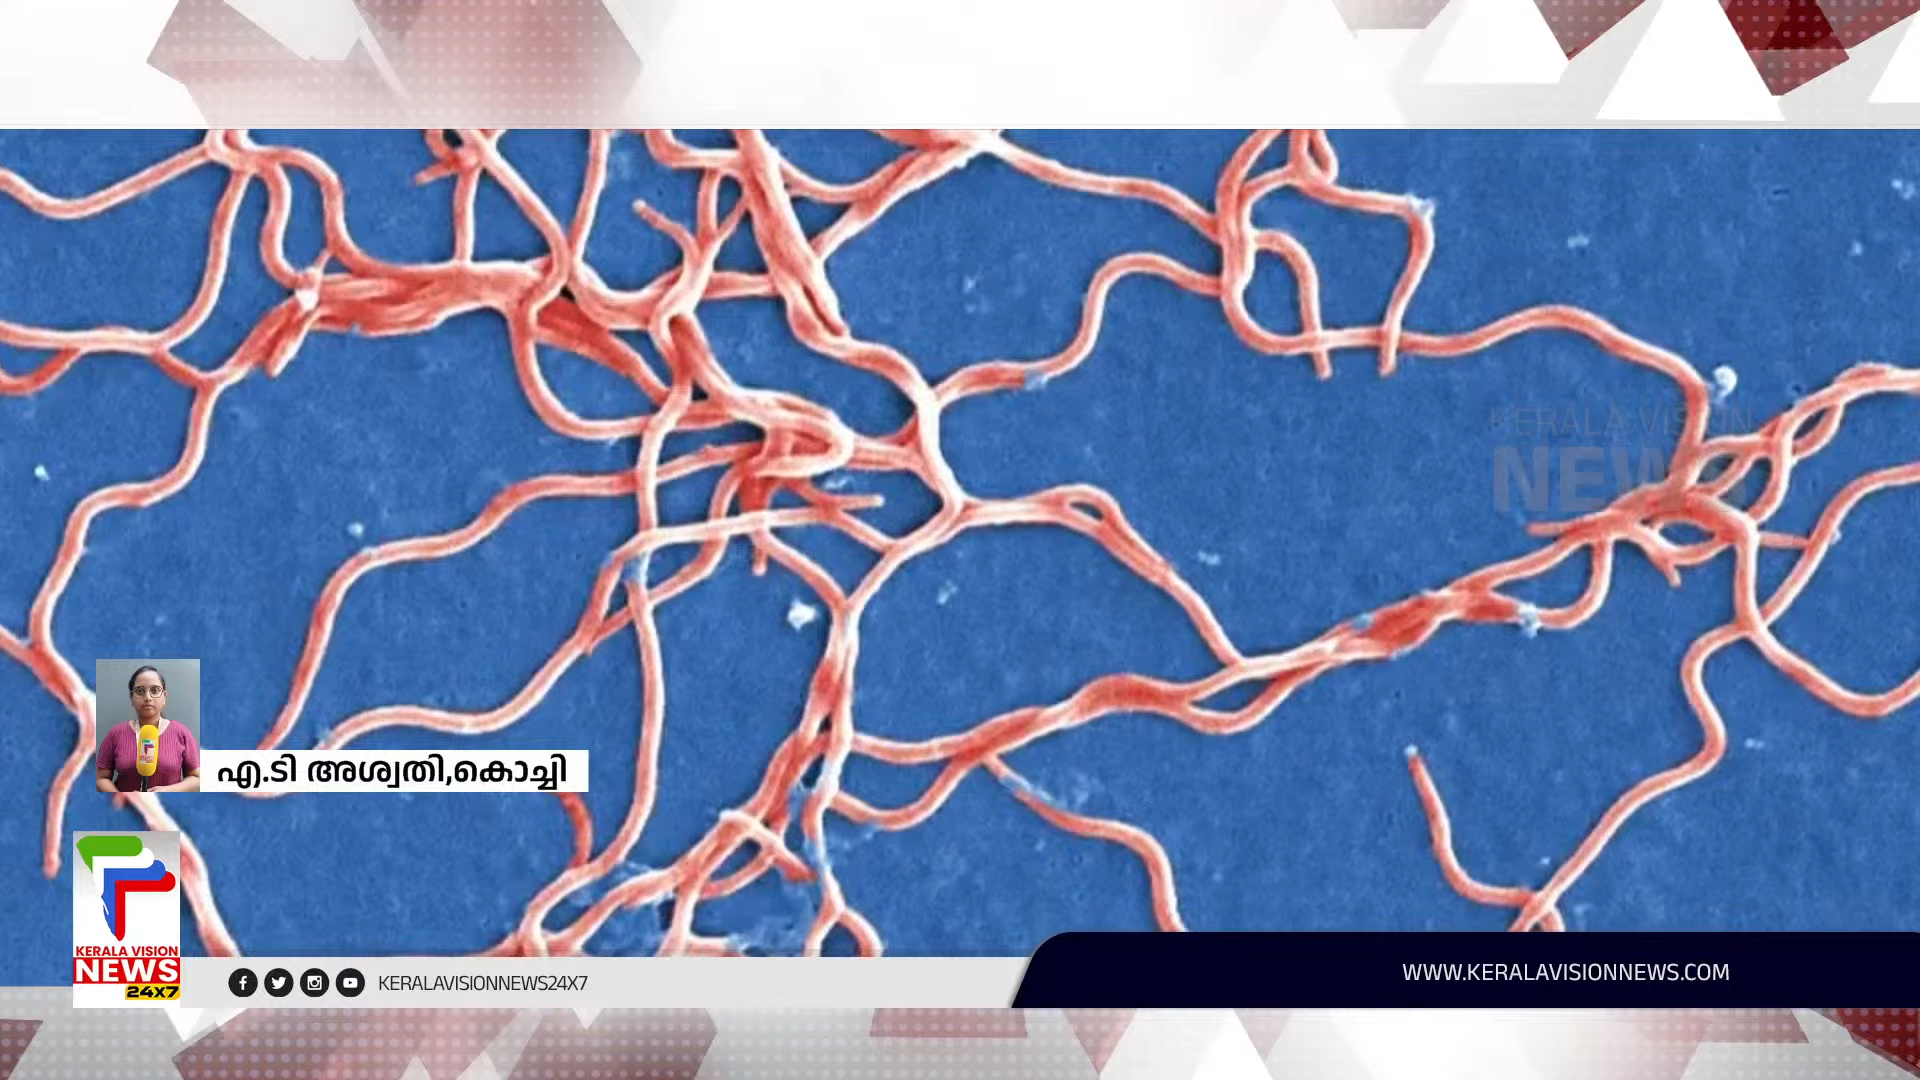 KERALA VISION
NEWS
എ.ടി അശ്വതി,കൊച്ചി
KERALA VISION
NEWS
24X7
KERALAVISIONNEWS24X7
WWW.KERALAVISIONNEWS.COM